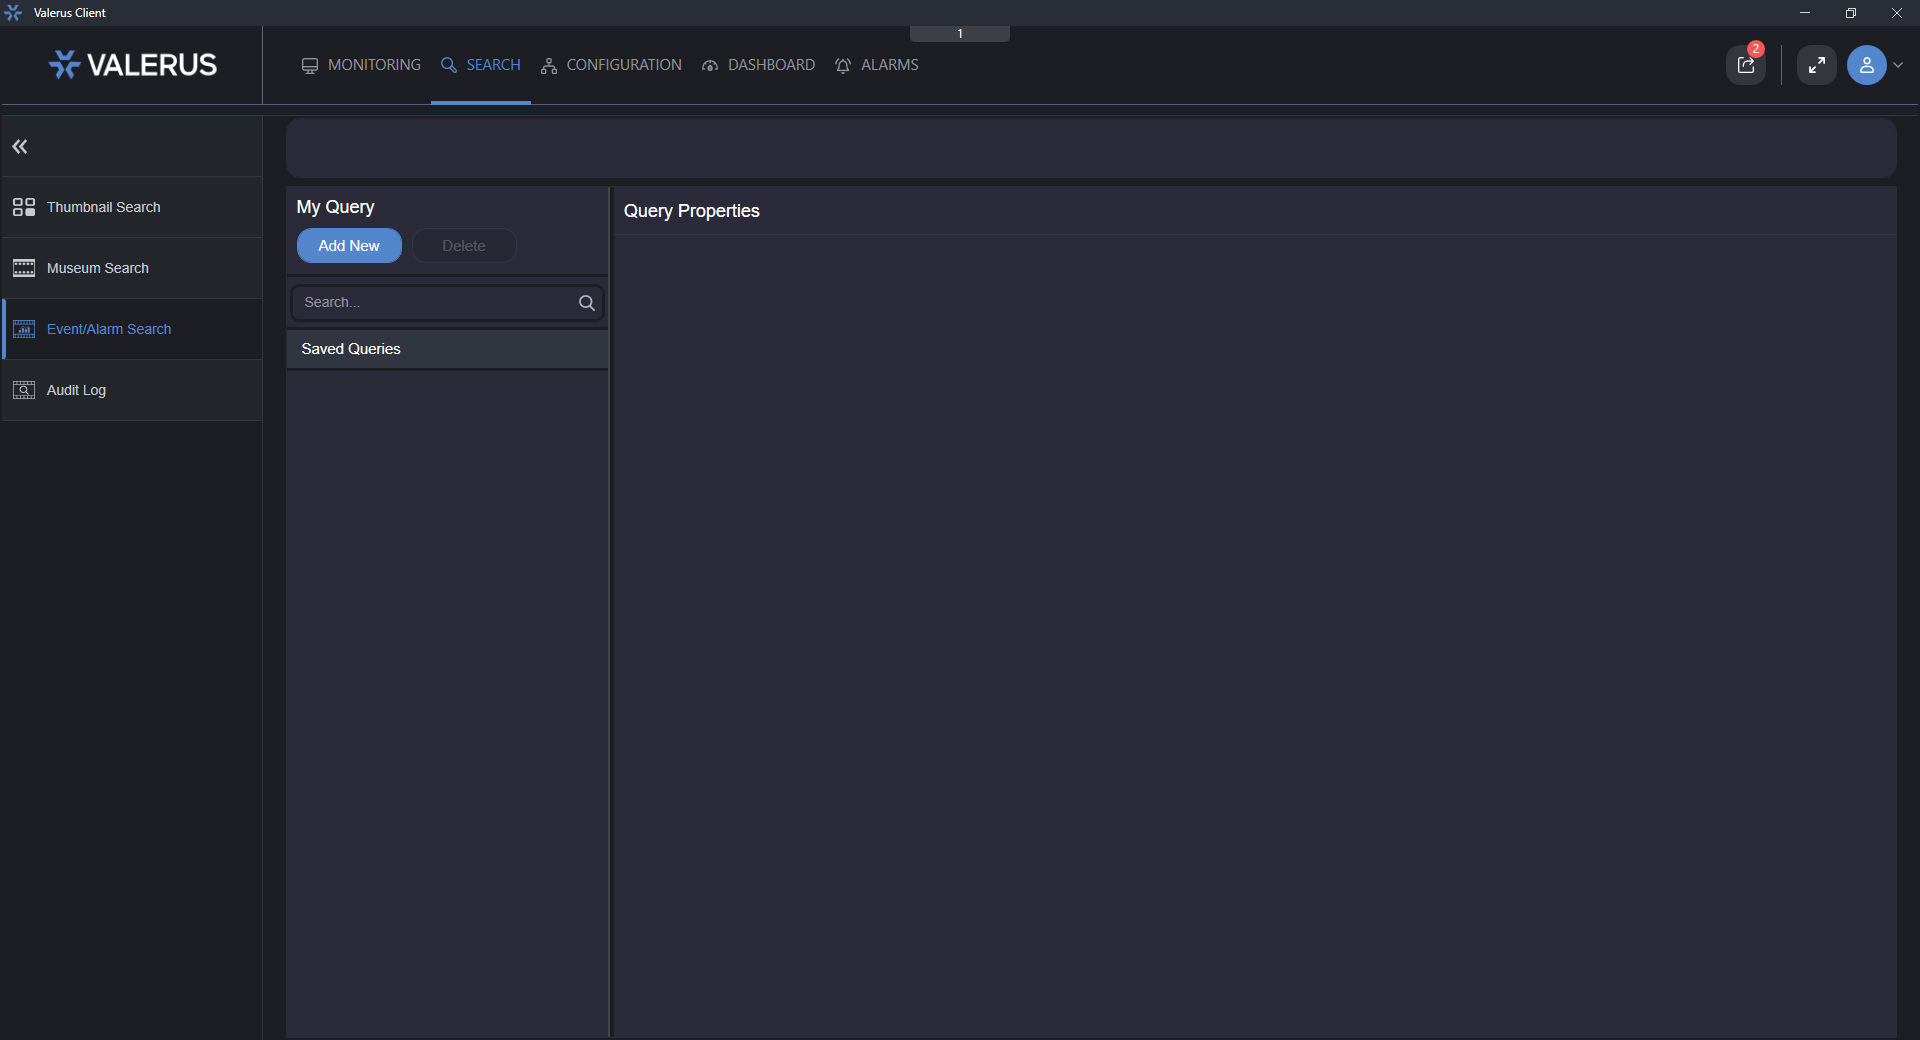 Valerus Client
1
VALERUS
MONITORING
SEARCH
CONFIGURATION
DASHBOARD
ALARMS
2
Thumbnail Search
Museum Search
Event/Alarm Search
Audit Log
My Query
Add New
Delete
Search...
Saved Queries
Query Properties